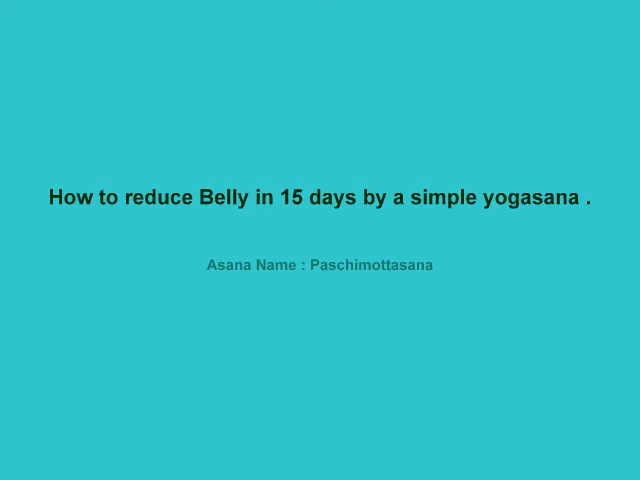 How to reduce Belly in 15 days by a simple yogasana .
Asana Name : Paschimottasana